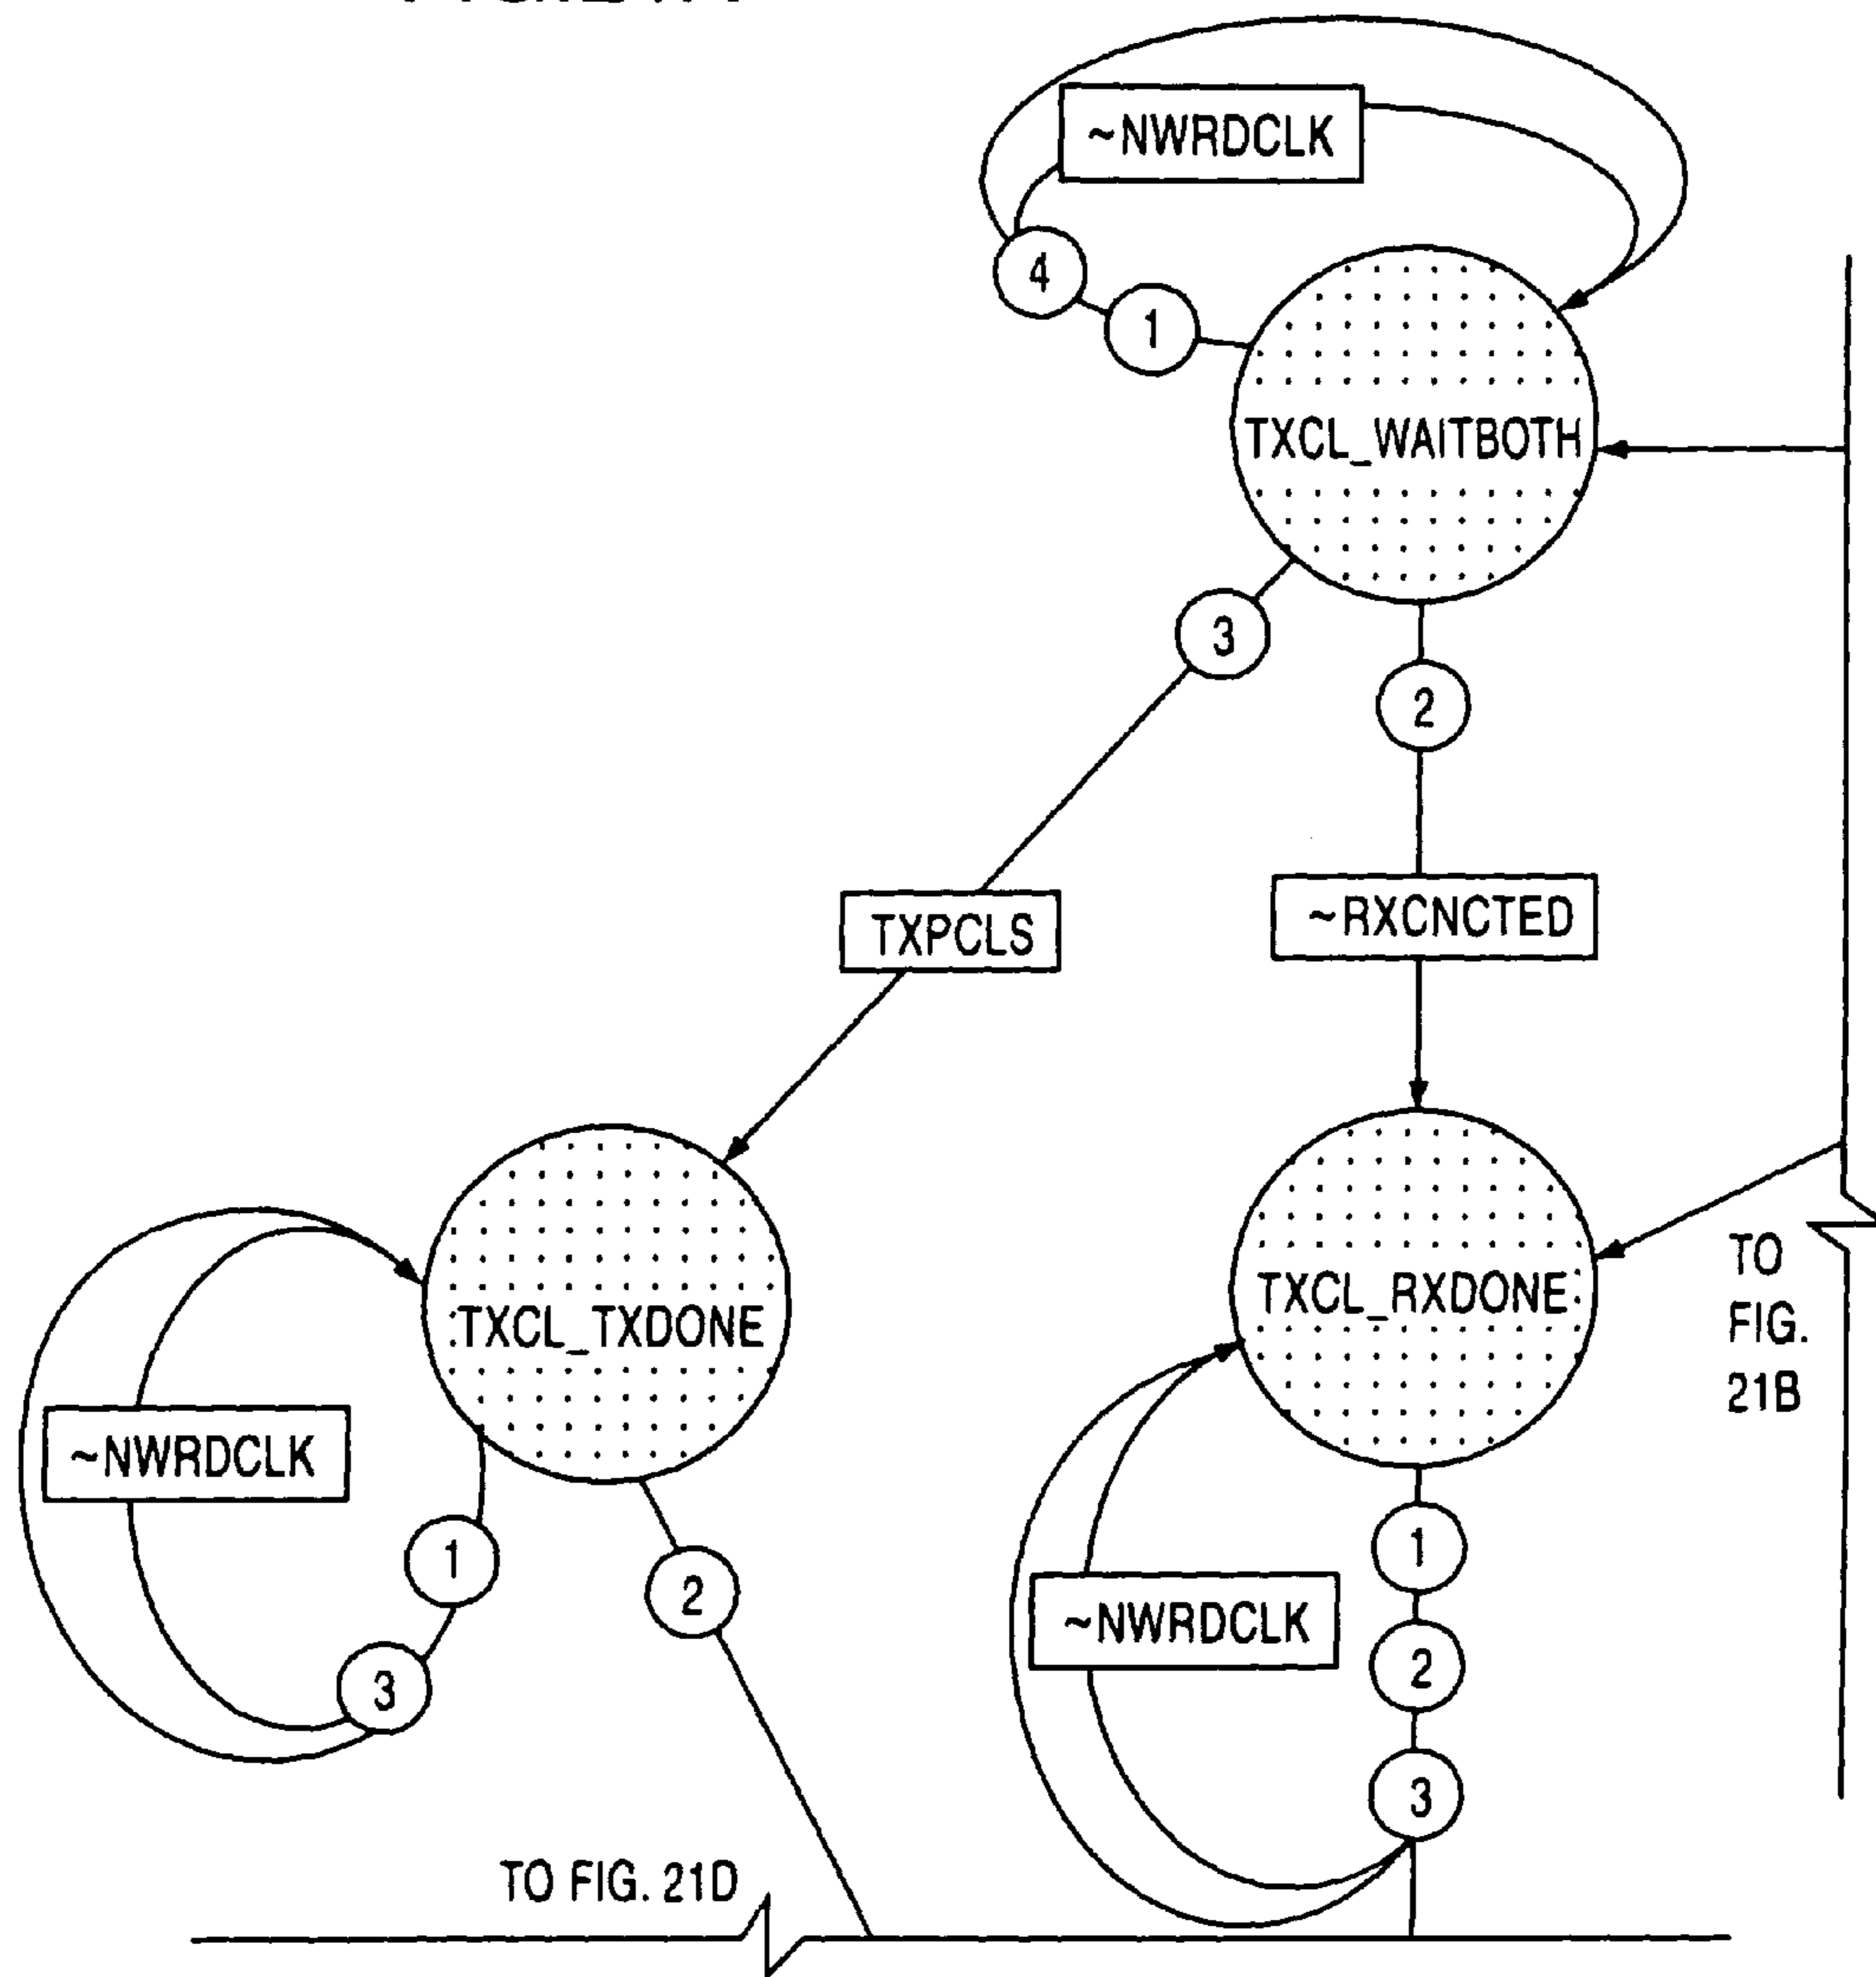 ~NWRDCLK
4
1
TXCL_WAITBOTH
3
2
TXPCLS
~RXCNCTED
TXCL_TXDONE
TXCL_RXDONE
TO
FIG.
21B
~NWRDCLK
1
2
3
~NWRDCLK
1
2
3
TO FIG. 21D